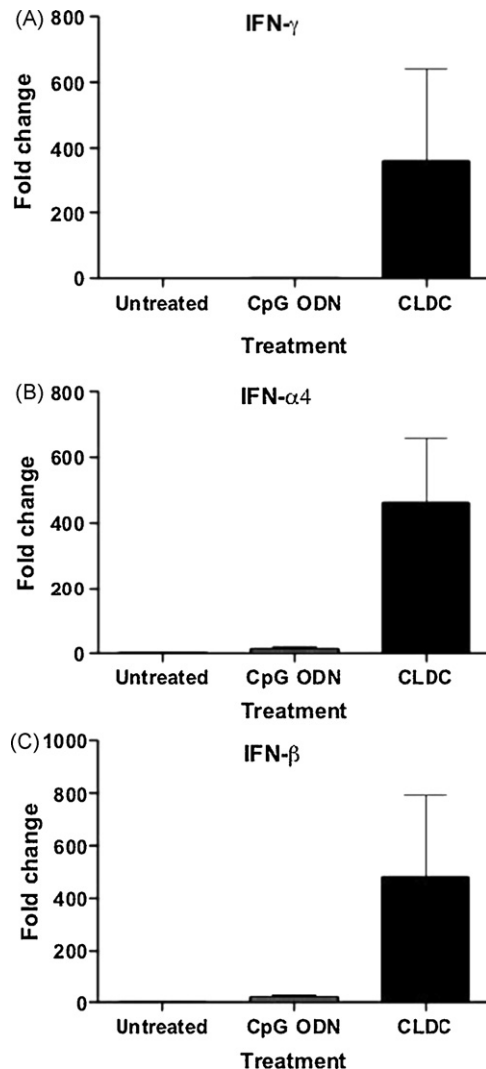 (A)
IFN-γ
800
600
400
200
0
Fold change
Untreated CpG ODN CLDC
Treatment
(B)
IFN-α4
800
600
400
200
0
Fold change
Untreated CpG ODN CLDC
Treatment
(C)
IFN-β
1000
800
600
400
200
0
Fold change
Untreated CpG ODN CLDC
Treatment